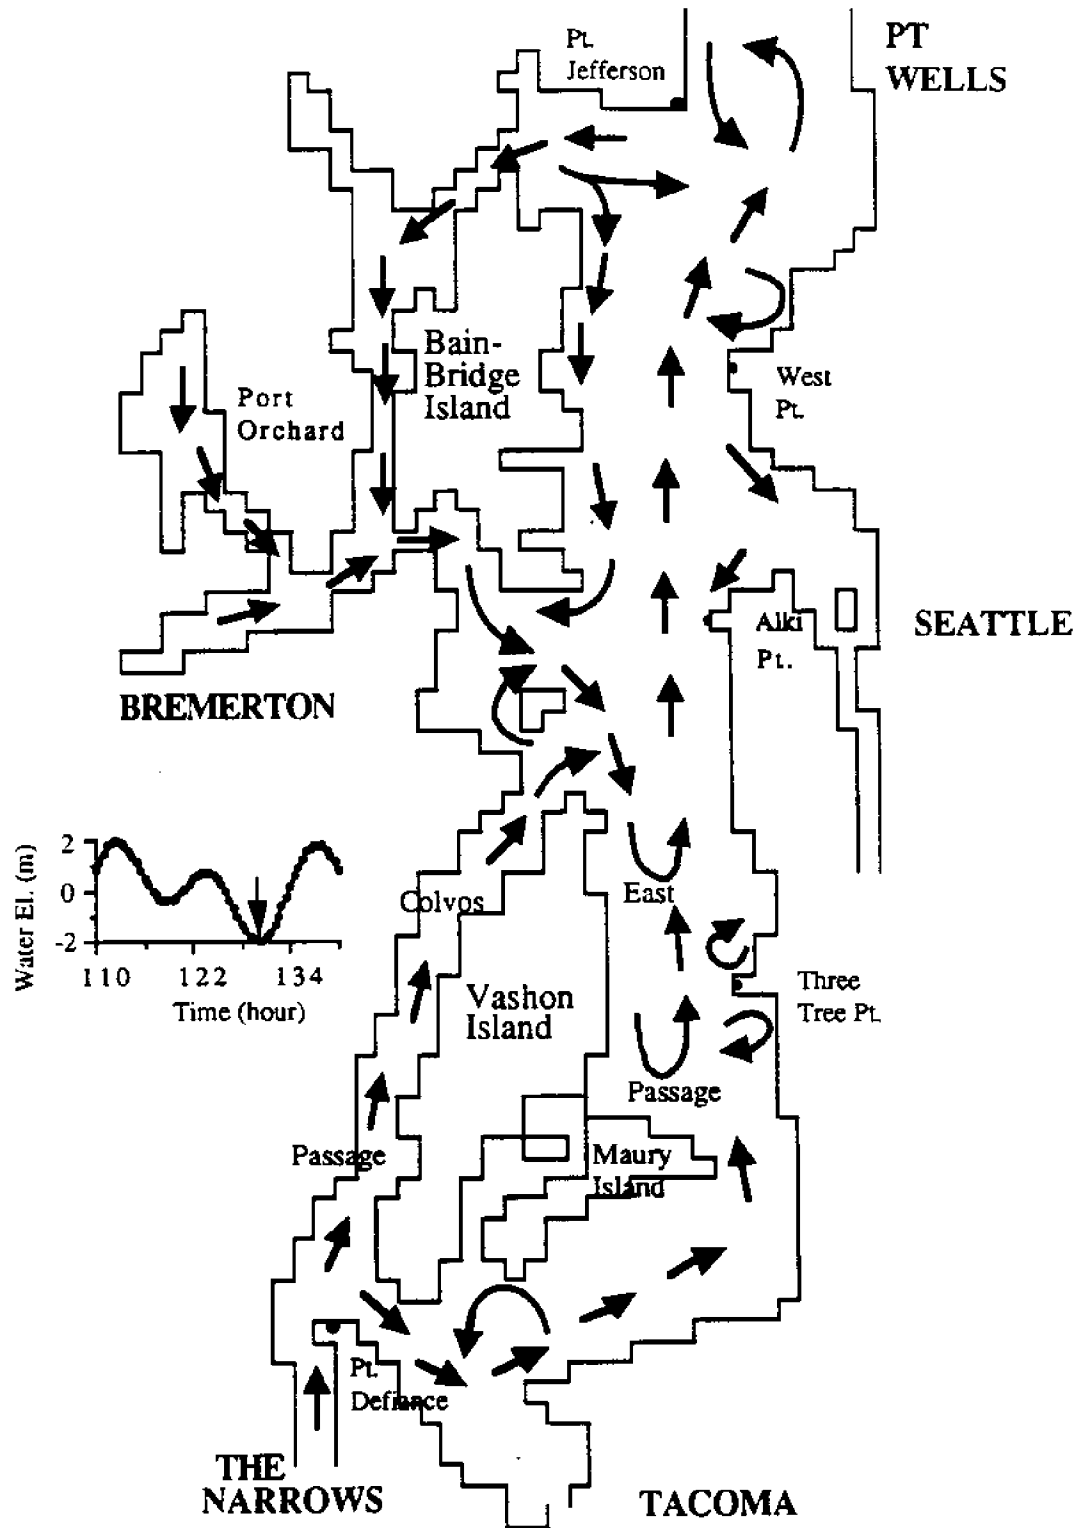 Pt.
Jefferson
PT
WELLS
Bain-
Bridge
Island
Port
Orchard
West
Pt.
Alki
Pt.
SEATTLE
BREMERTON
Water El. (m)
2
0
-2
110 122 134
Time (hour)
Colvos
East
Vashon
Island
Three
Tree Pt.
Passage
Passage
Maury
Island
Pt.
Defiance
THE
NARROWS
TACOMA